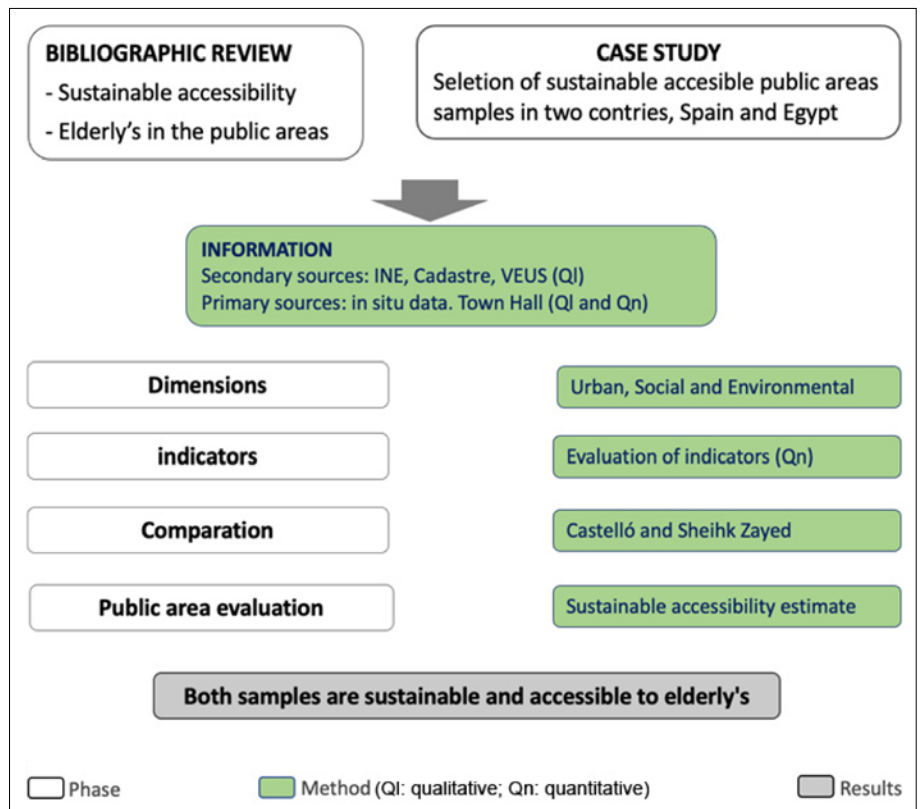 BIBLIOGRAPHIC REVIEW
- Sustainable accessibility
- Elderly's in the public areas
CASE STUDY
Seletion of sustainable accesible public areas
samples in two contries, Spain and Egypt
INFORMATION
Secondary sources: INE, Cadastre, VEUS (Ql)
Primary sources: in situ data. Town Hall (Ql and Qn)
Dimensions
Urban, Social and Environmental
indicators
Evaluation of indicators (Qn)
Comparation
Castelló and Sheihk Zayed
Public area evaluation
Sustainable accessibility estimate
Both samples are sustainable and accessible to elderly's
Phase
Method (Ql: qualitative; Qn: quantitative)
Results